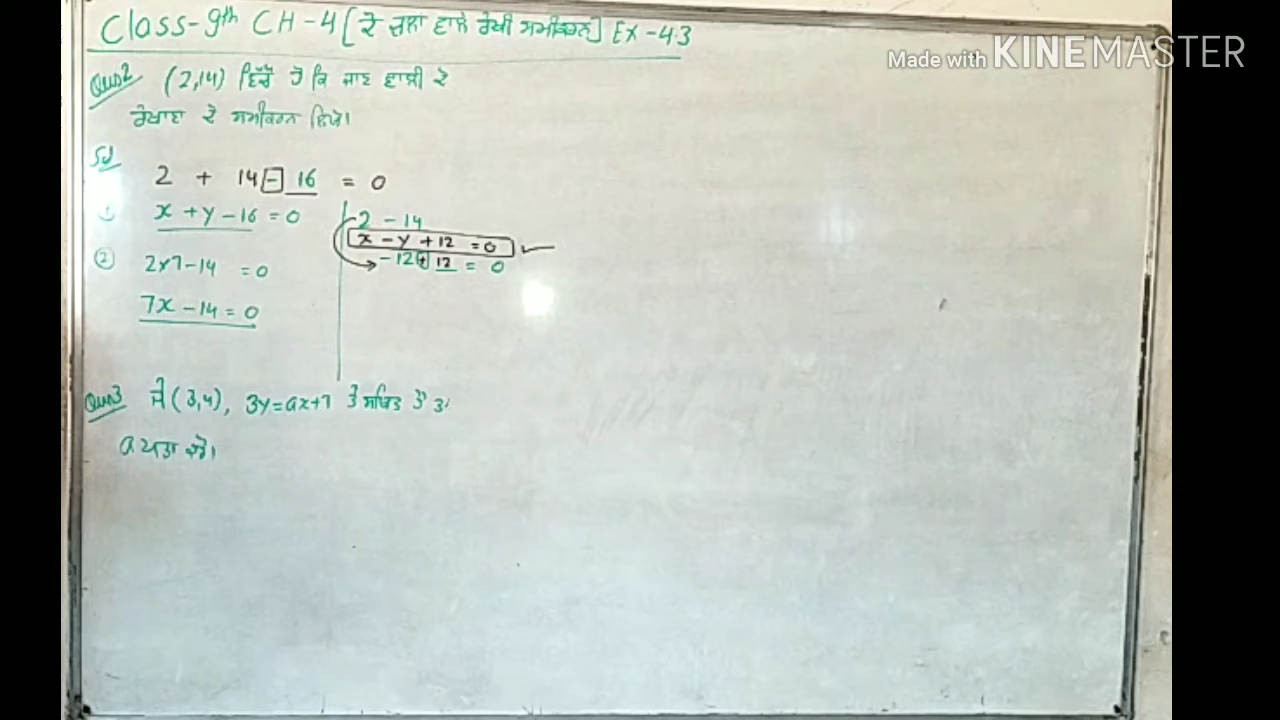 Class-9th CH-4 [ਦੋ ਚਲਾਂ ਵਾਲੇ ਰੇਖੀ ਸਮੀਕਰਨ] EX-4.3
Made with KINEMASTER
Ques2 (2,14) ਵਿੱਚੋਂ ਹੋ ਕਿ ਜਾਣ ਵਾਲੀ ਦੋ
ਰੇਖਾਵਾਂ ਦੇ ਸਮੀਕਰਨ ਲਿਖੋ।
Sol
2 + 14 - 16 = 0
① x + y - 16 = 0
② 2x7 - 14 = 0
7x - 14 = 0
2 - 14
x - y + 12 = 0
-12 + 12 = 0
Ques3 ਜੇ (3,4), 3y=ax+7 ਤੇ ਸਥਿਤ ਹੈ ਤਾਂ
a ਪਤਾ ਕਰੋ।